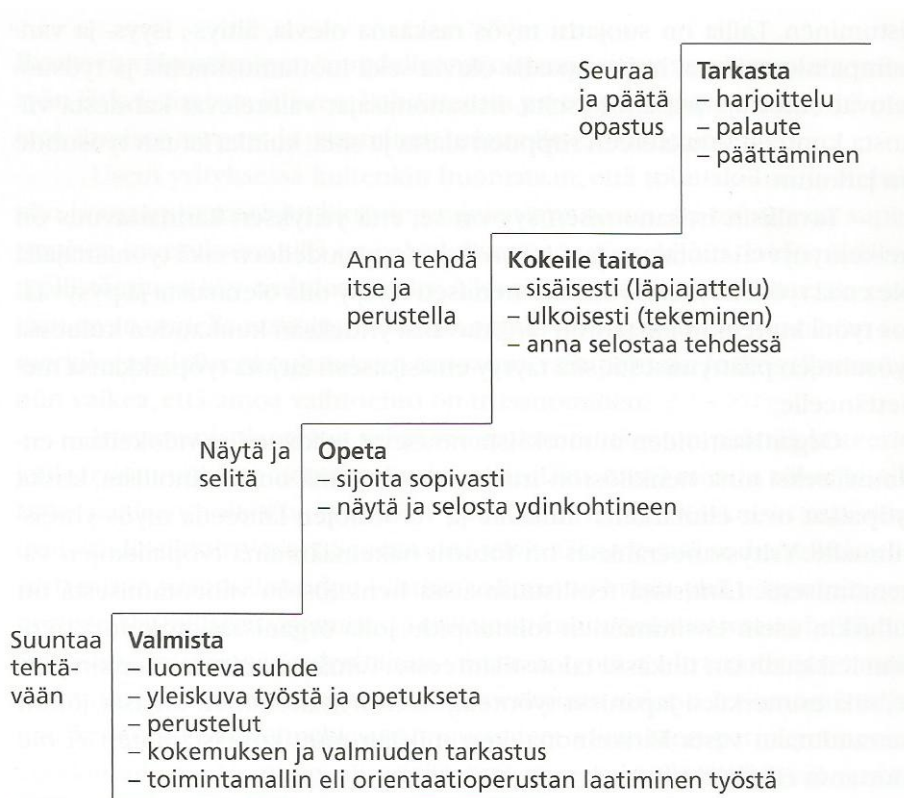 Seuraa
ja päätä
opastus
Tarkasta
– harjoittelu
– palaute
– päättäminen
Anna tehdä
itse ja
perustella
Kokeile taitoa
– sisäisesti (läpiajattelu)
– ulkoisesti (tekeminen)
– anna selostaa tehdessä
Näytä ja
selitä
Opeta
– sijoita sopivasti
– näytä ja selosta ydinkohtineen
Suuntaa
tehtä-
vään
Valmista
– luonteva suhde
– yleiskuva työstä ja opetukseta
– perustelut
– kokemuksen ja valmiuden tarkastus
– toimintamallin eli orientaatioperustan laatiminen työstä